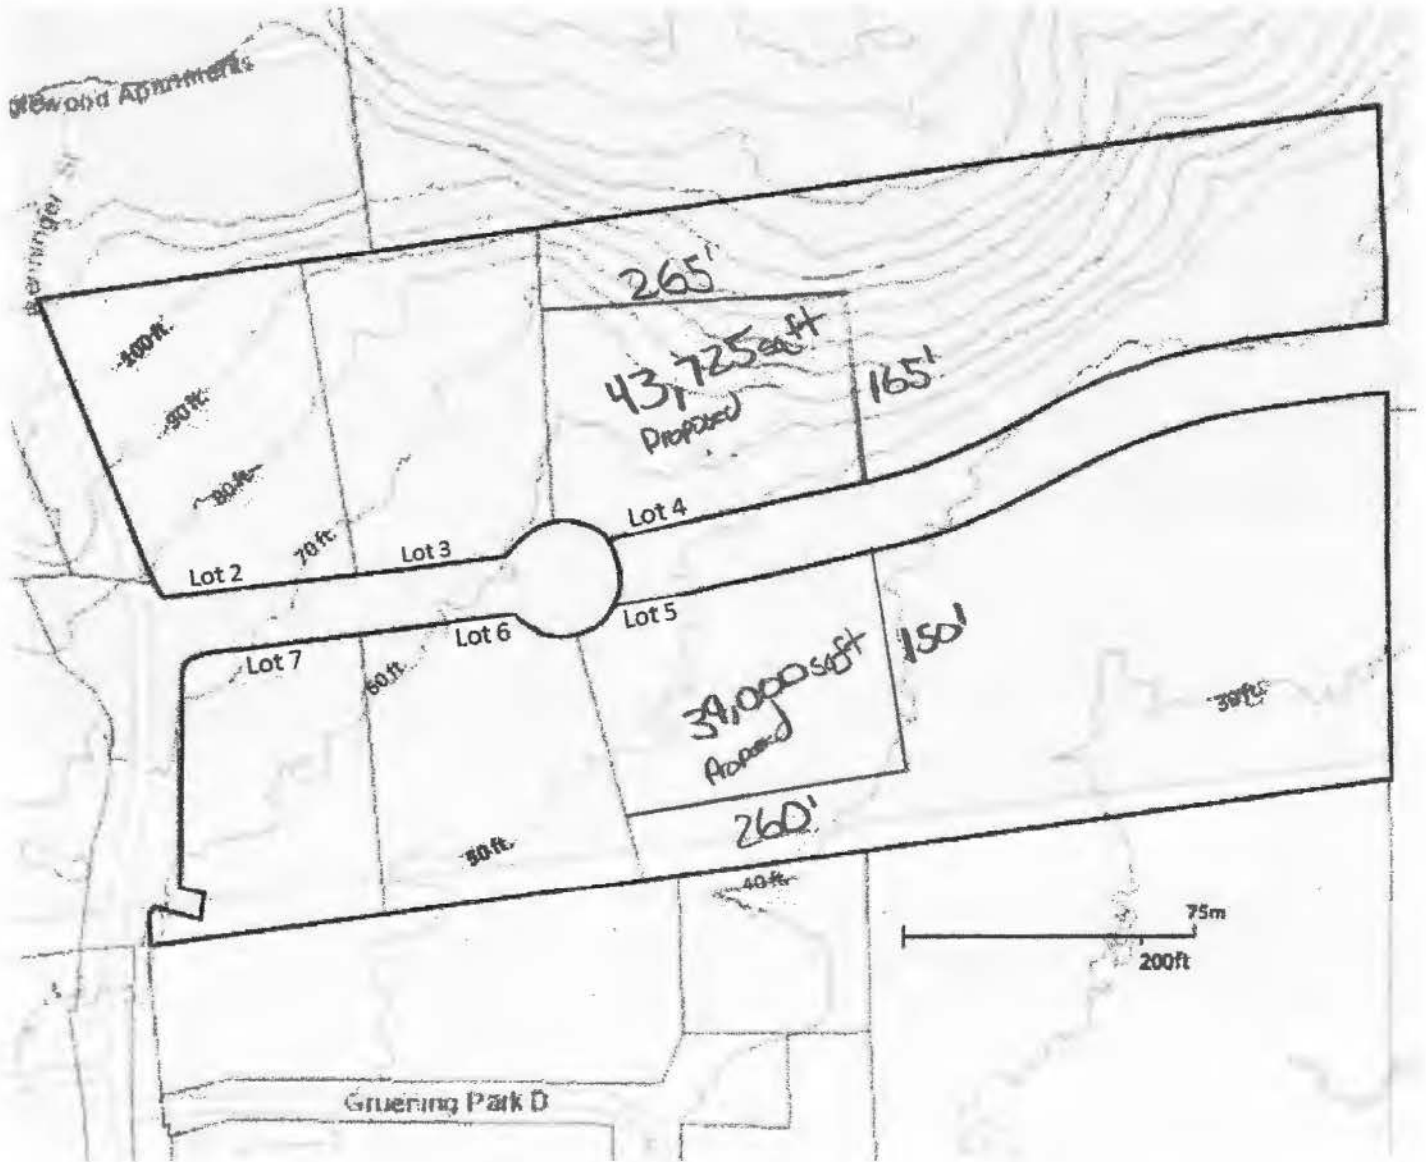 Apartments
265'
100 ft.
43,725 sq ft
Proposed
165'
90 ft.
80 ft.
70 ft.
Lot 4
Lot 3
Lot 2
Lot 5
Lot 6
Lot 7
60 ft.
150'
39,000 sq ft
Proposed
30 ft.
260'
50 ft.
40 ft.
75m
200ft
Gruening Park D